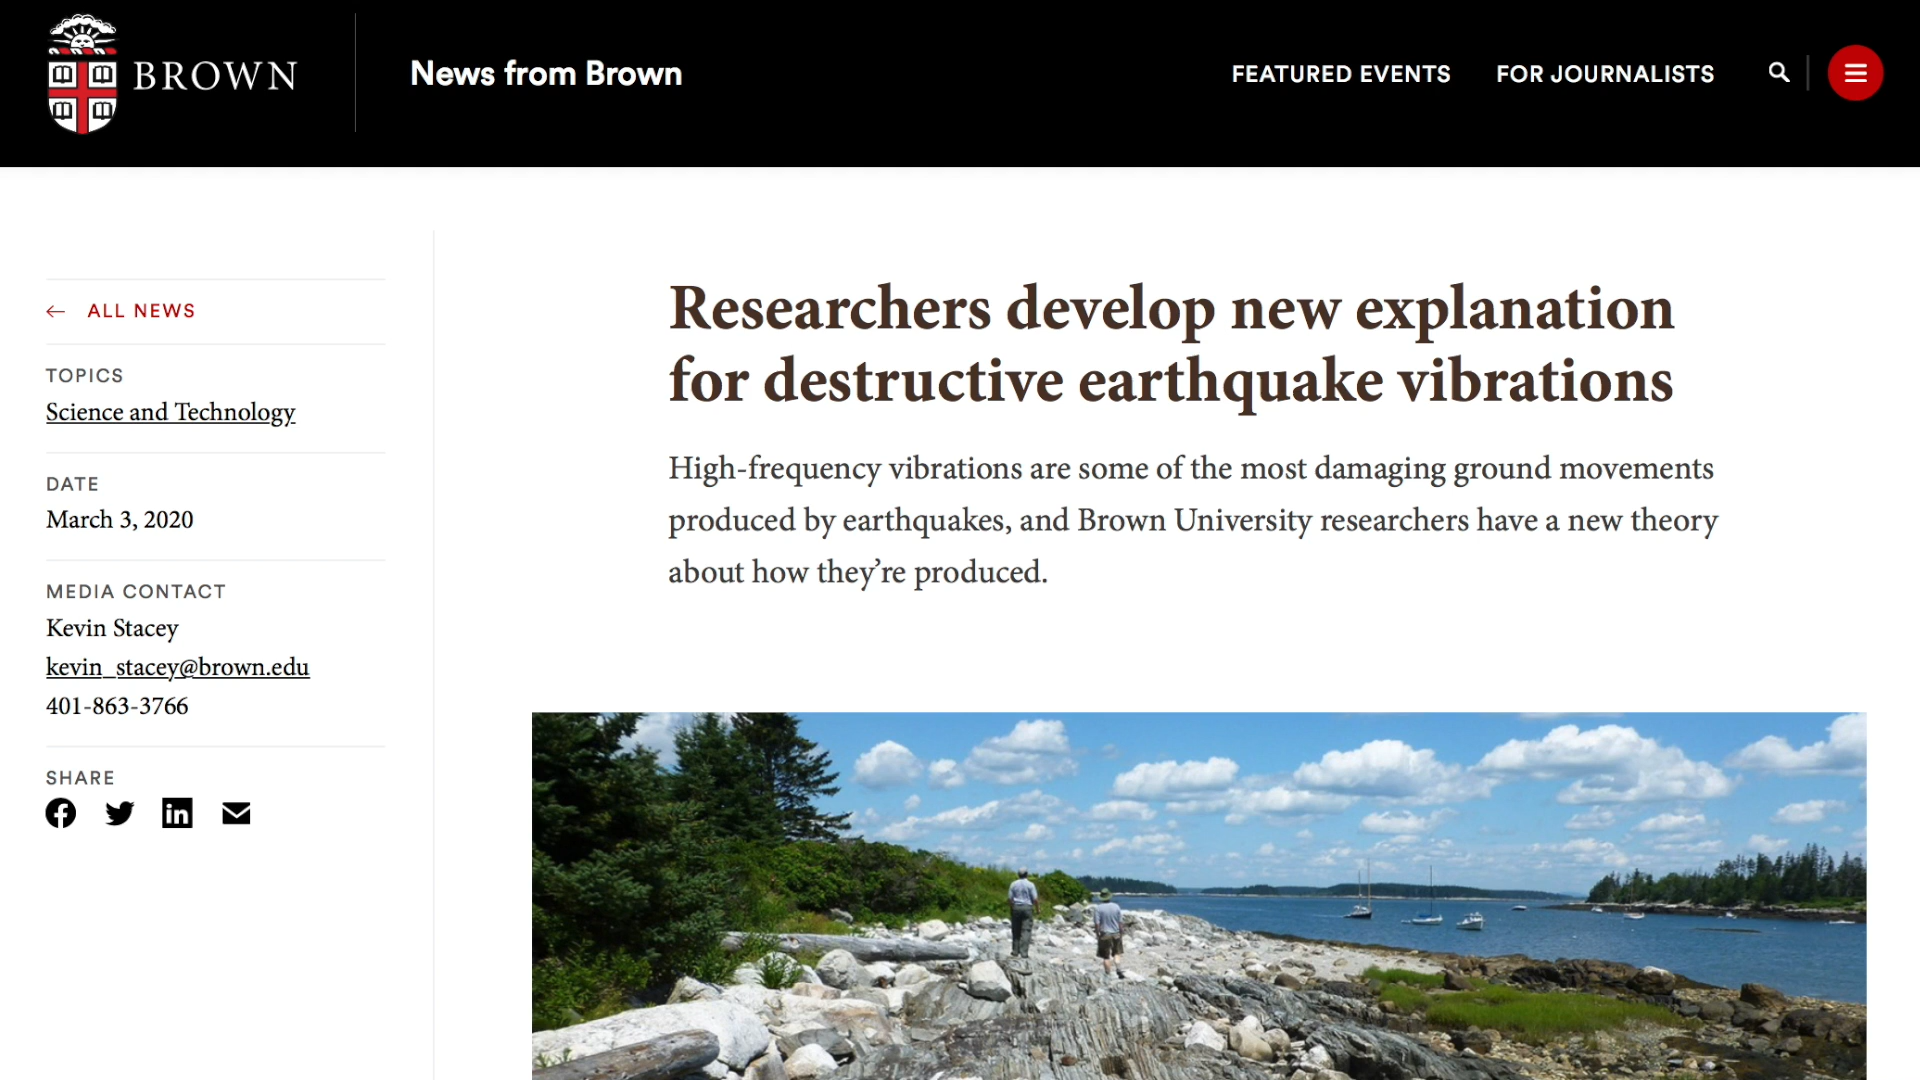 BROWN
News from Brown
FEATURED EVENTS
FOR JOURNALISTS
← ALL NEWS
TOPICS
Science and Technology
DATE
March 3, 2020
MEDIA CONTACT
Kevin Stacey
kevin_stacey@brown.edu
401-863-3766
SHARE
Researchers develop new explanation
for destructive earthquake vibrations
High-frequency vibrations are some of the most damaging ground movements
produced by earthquakes, and Brown University researchers have a new theory
about how they’re produced.